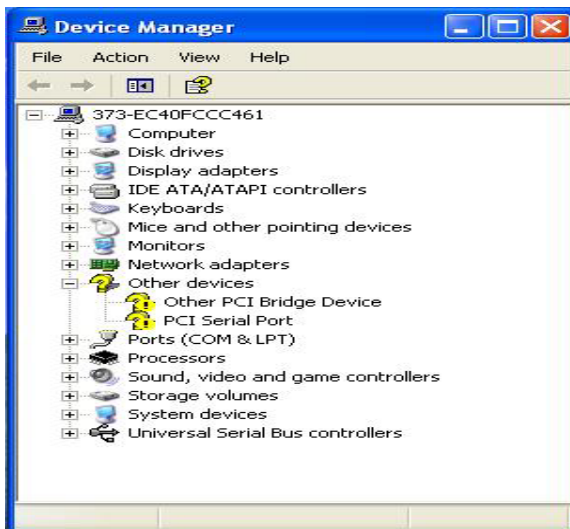 Device Manager
File Action View Help
373-EC40FCCC461
Computer
Disk drives
Display adapters
IDE ATA/ATAPI controllers
Keyboards
Mice and other pointing devices
Monitors
Network adapters
Other devices
Other PCI Bridge Device
PCI Serial Port
Ports (COM & LPT)
Processors
Sound, video and game controllers
Storage volumes
System devices
Universal Serial Bus controllers